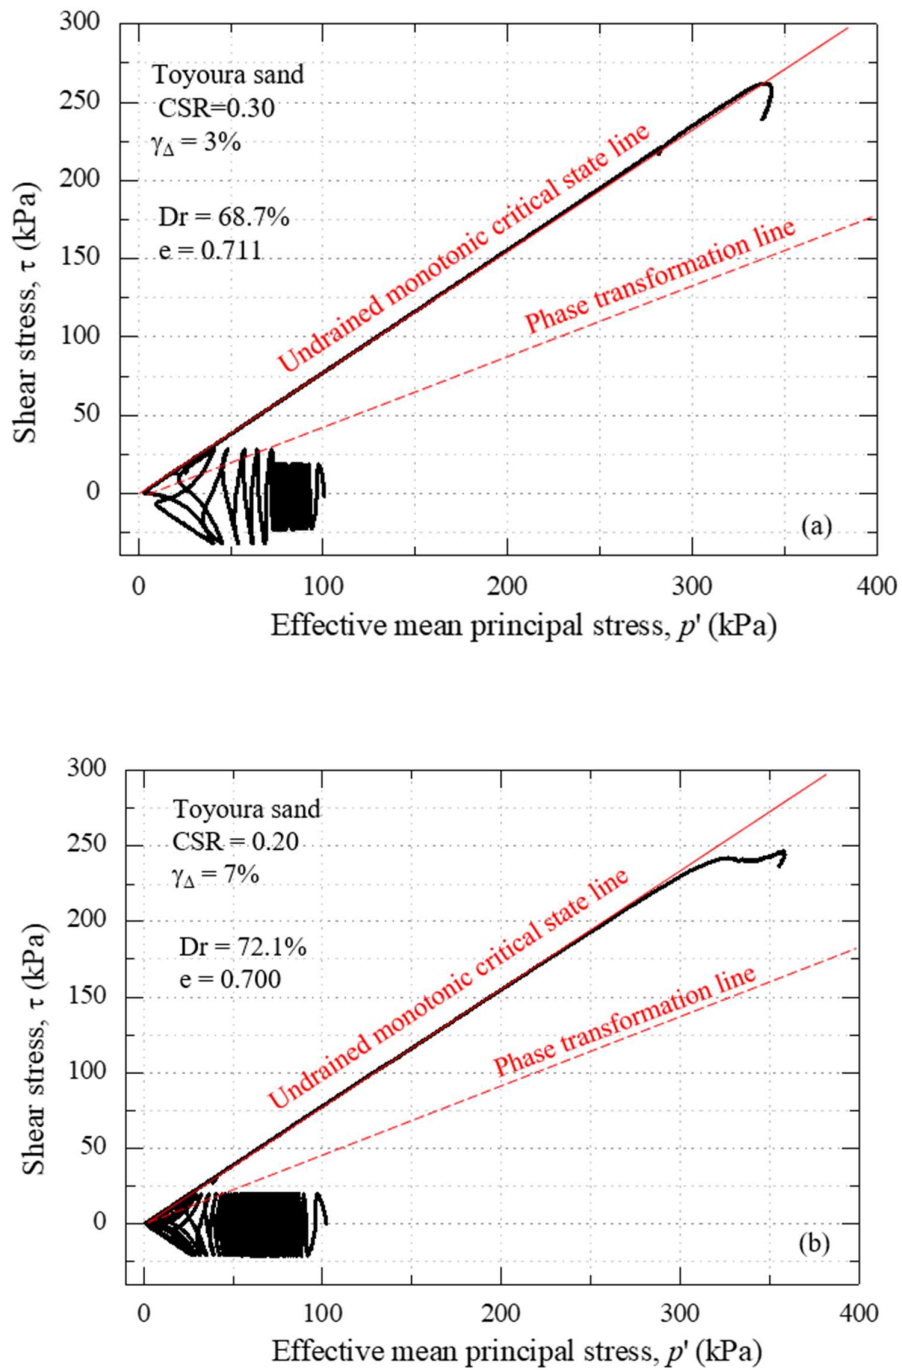 300
250
200
150
100
50
0
Shear stress, τ (kPa)
Toyoura sand
CSR=0.30
γΔ = 3%
Dr = 68.7%
e = 0.711
Undrained monotonic critical state line
Phase transformation line
(a)
0 100 200 300 400
Effective mean principal stress, p' (kPa)
300
250
200
150
100
50
0
Shear stress, τ (kPa)
Toyoura sand
CSR = 0.20
γΔ = 7%
Dr = 72.1%
e = 0.700
Undrained monotonic critical state line
Phase transformation line
(b)
0 100 200 300 400
Effective mean principal stress, p' (kPa)